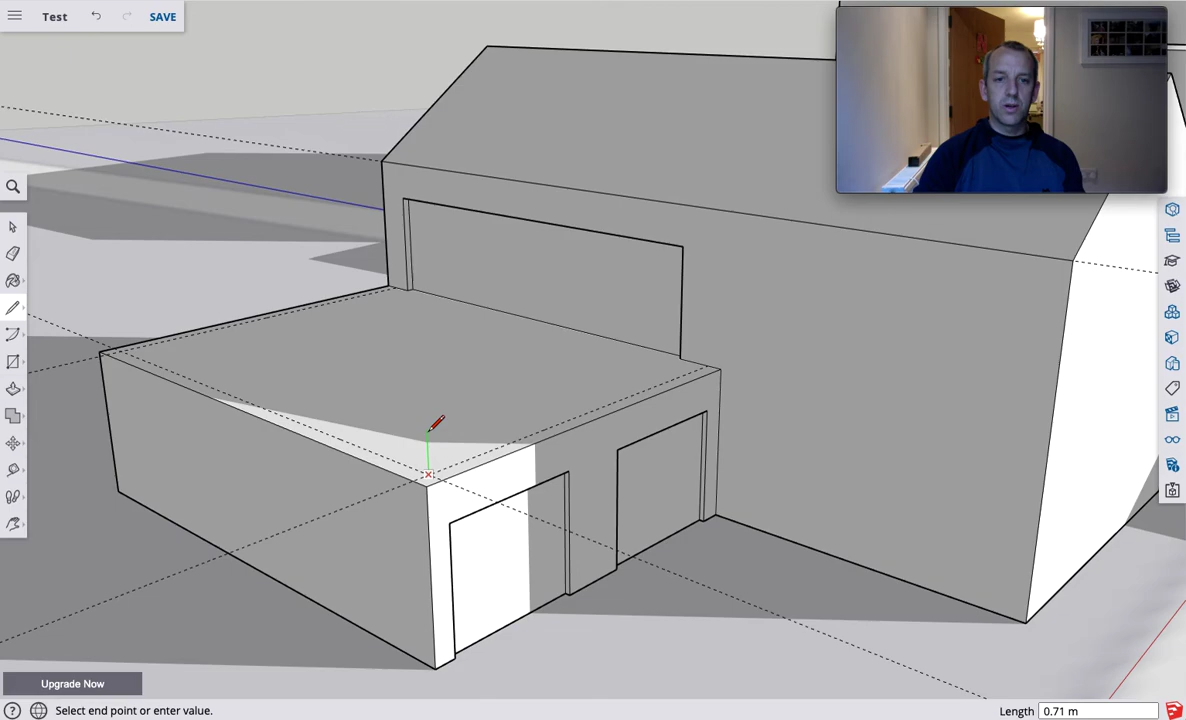 Test
SAVE
Upgrade Now
Select end point or enter value.
Length
0.71 m